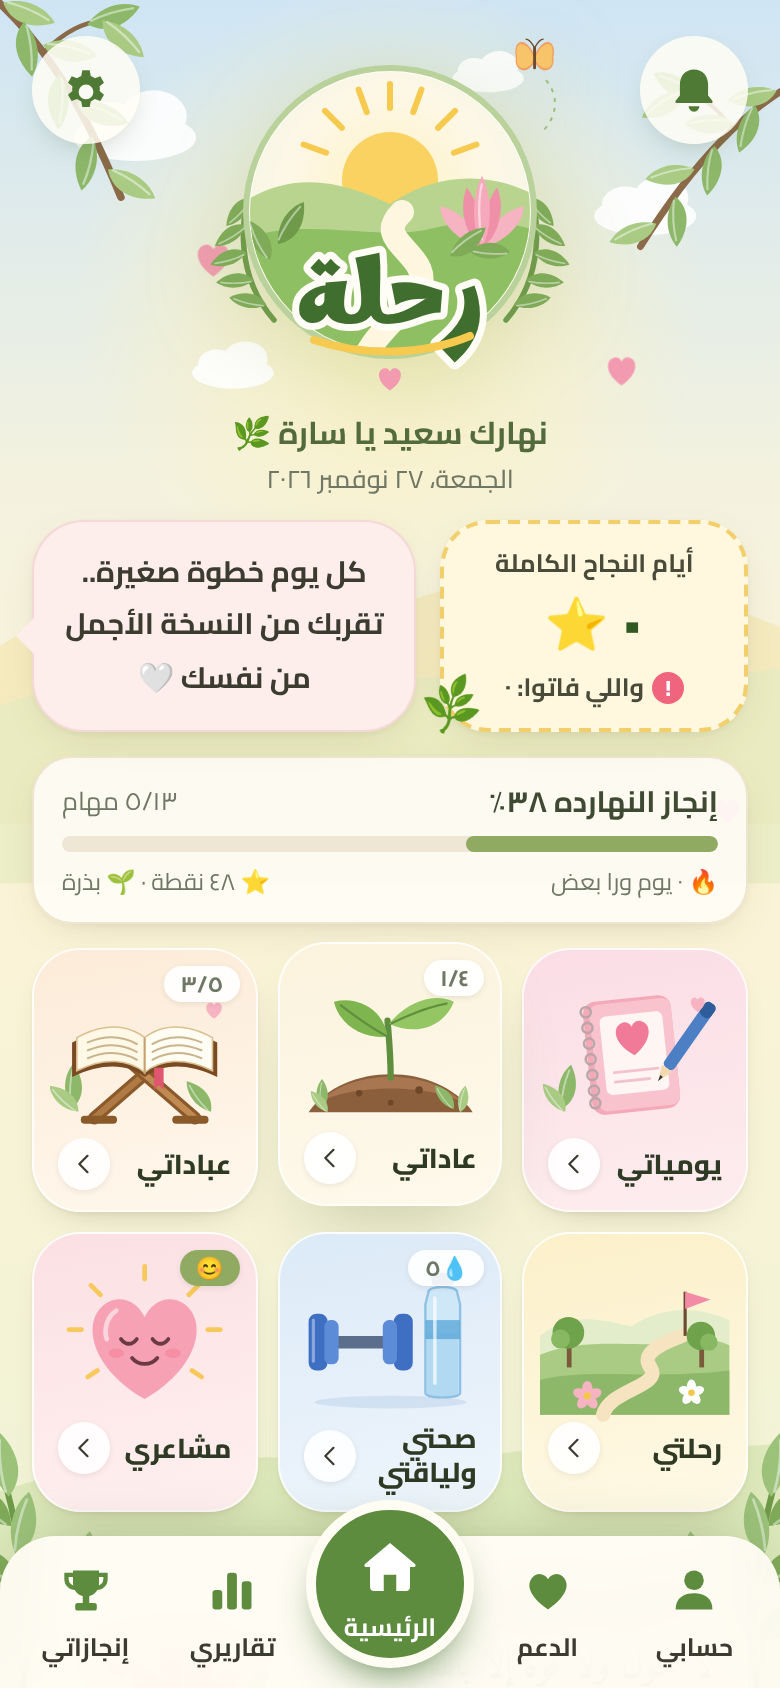 رحلة
نهارك سعيد يا سارة 🌿
الجمعة، ٢٧ نوفمبر ٢٠٢٦
أيام النجاح الكاملة
٠ ⭐
! واللي فاتوا: ٠
كل يوم خطوة صغيرة..
تقربك من النسخة الأجمل
من نفسك 🤍
إنجاز النهارده ٣٨٪
٥/١٣ مهام
🔥 ٠ يوم ورا بعض
⭐ ٤٨ نقطة · 🌱 بذرة
يومياتي
١/٤
عاداتي
٣/٥
عباداتي
رحلتي
💧 ٥
صحتي
ولياقتي
😊
مشاعري
حسابي
الدعم
الرئيسية
تقاريري
إنجازاتي